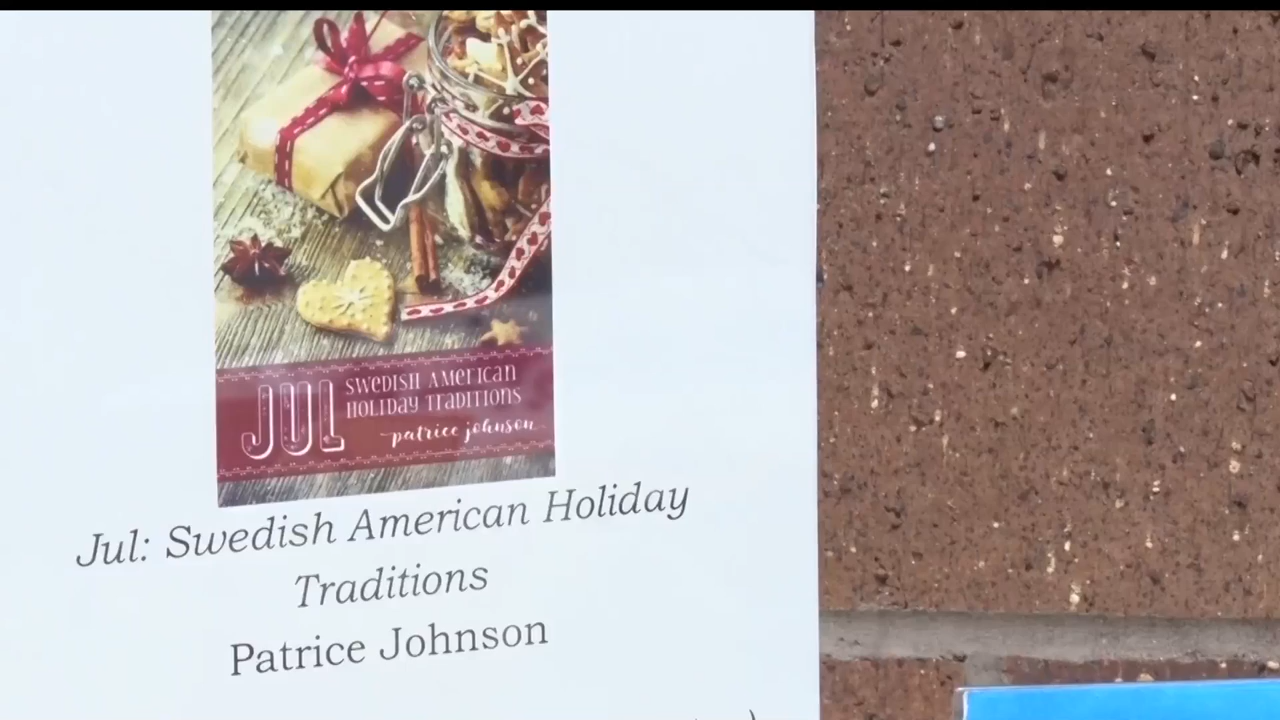 JUL
SWEDISH AMERICAN
HOLIDAY TRADITIONS
patrice johnson
Jul: Swedish American Holiday
Traditions
Patrice Johnson